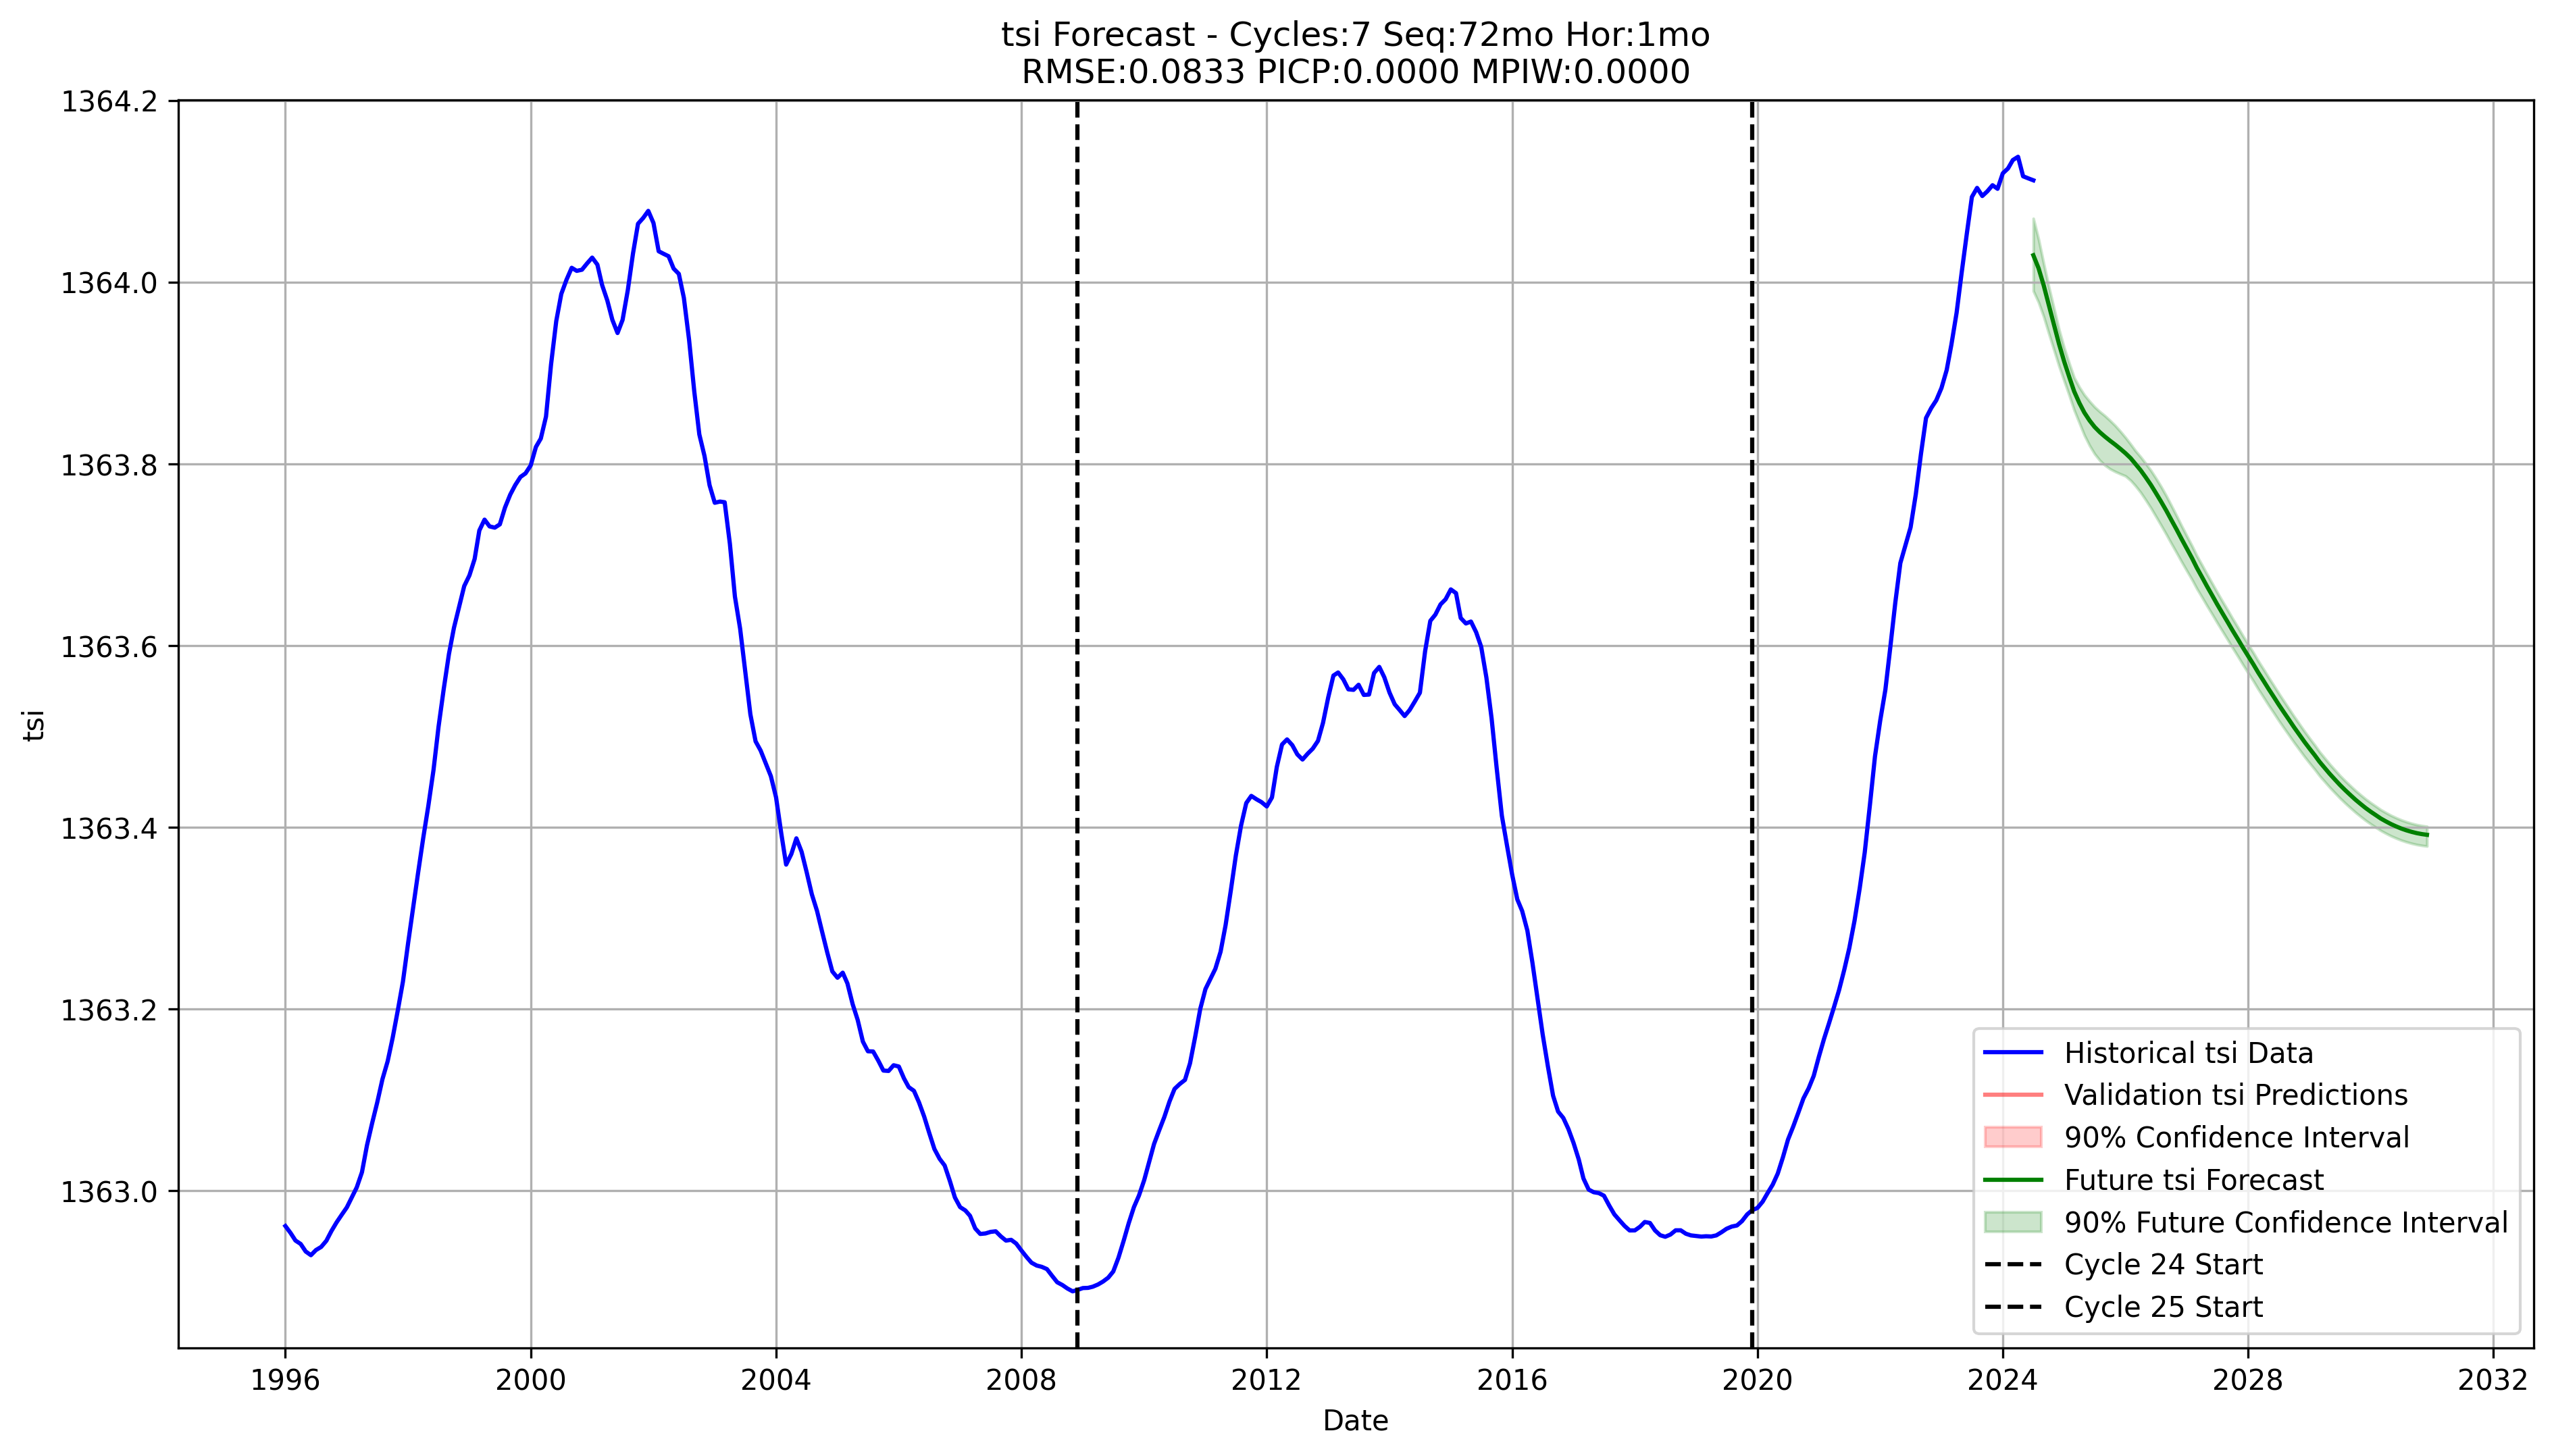 tsi Forecast - Cycles:7 Seq:72mo Hor:1mo
RMSE:0.0833 PICP:0.0000 MPIW:0.0000
1364.2
1364.0
1363.8
1363.6
1363.4
1363.2
1363.0
tsi
1996
2000
2004
2008
2012
2016
2020
2024
2028
2032
Date
Historical tsi Data
Validation tsi Predictions
90% Confidence Interval
Future tsi Forecast
90% Future Confidence Interval
Cycle 24 Start
Cycle 25 Start